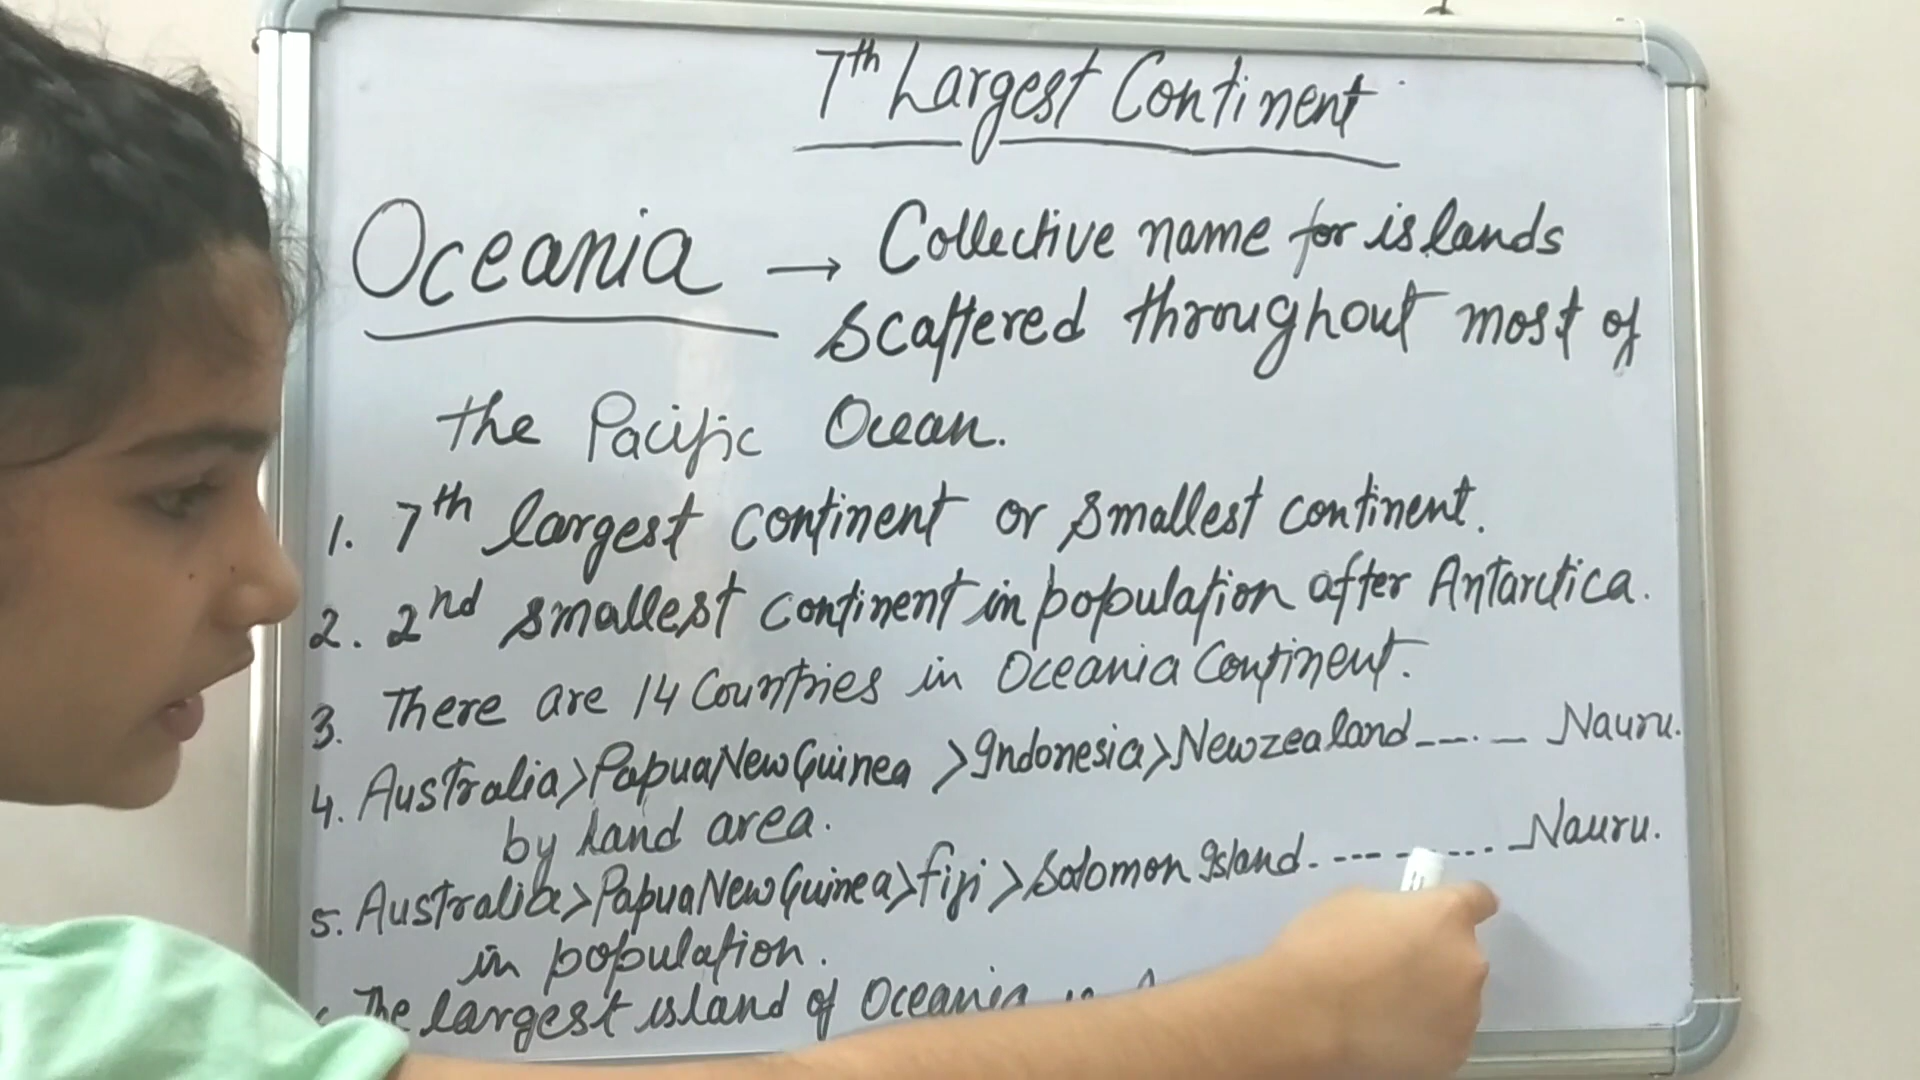 7th Largest Continent
Oceania → Collective name for islands
scattered throughout most of
the Pacific Ocean.
1. 7th largest continent or smallest continent.
2. 2nd smallest continent in population after Antarctica.
3. There are 14 Countries in Oceania Continent.
4. Australia>Papua New Guinea >Indonesia>Newzealand ---- Nauru.
by land area.
5. Australia>Papua New Guinea>fiji>Solomon Island. -------- Nauru.
in population.
The largest island of Oceania